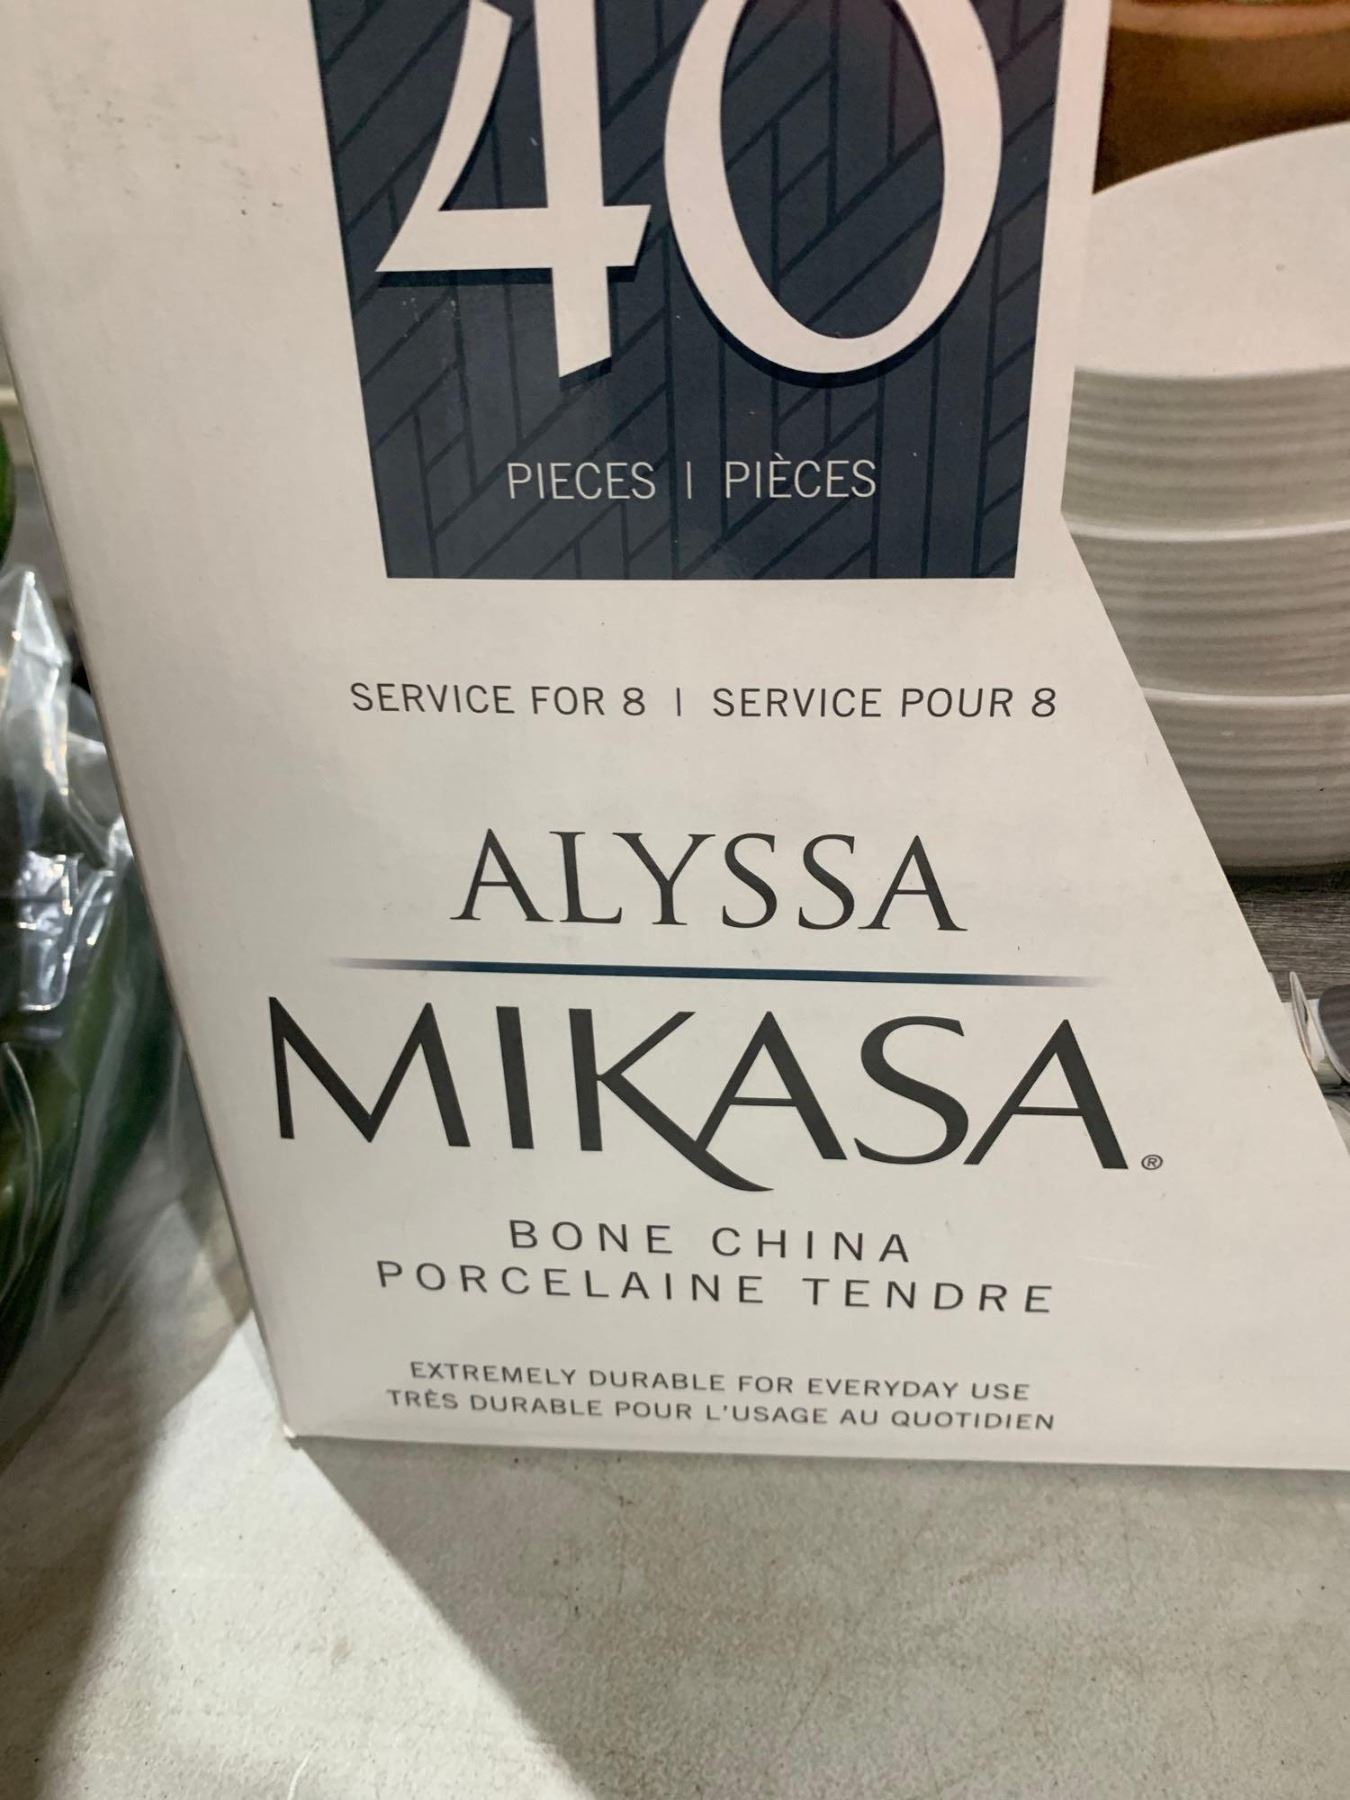 40
PIECES | PIÈCES
SERVICE FOR 8 | SERVICE POUR 8
ALYSSA
MIKASA®
BONE CHINA
PORCELAINE TENDRE
EXTREMELY DURABLE FOR EVERYDAY USE
TRÈS DURABLE POUR L'USAGE AU QUOTIDIEN